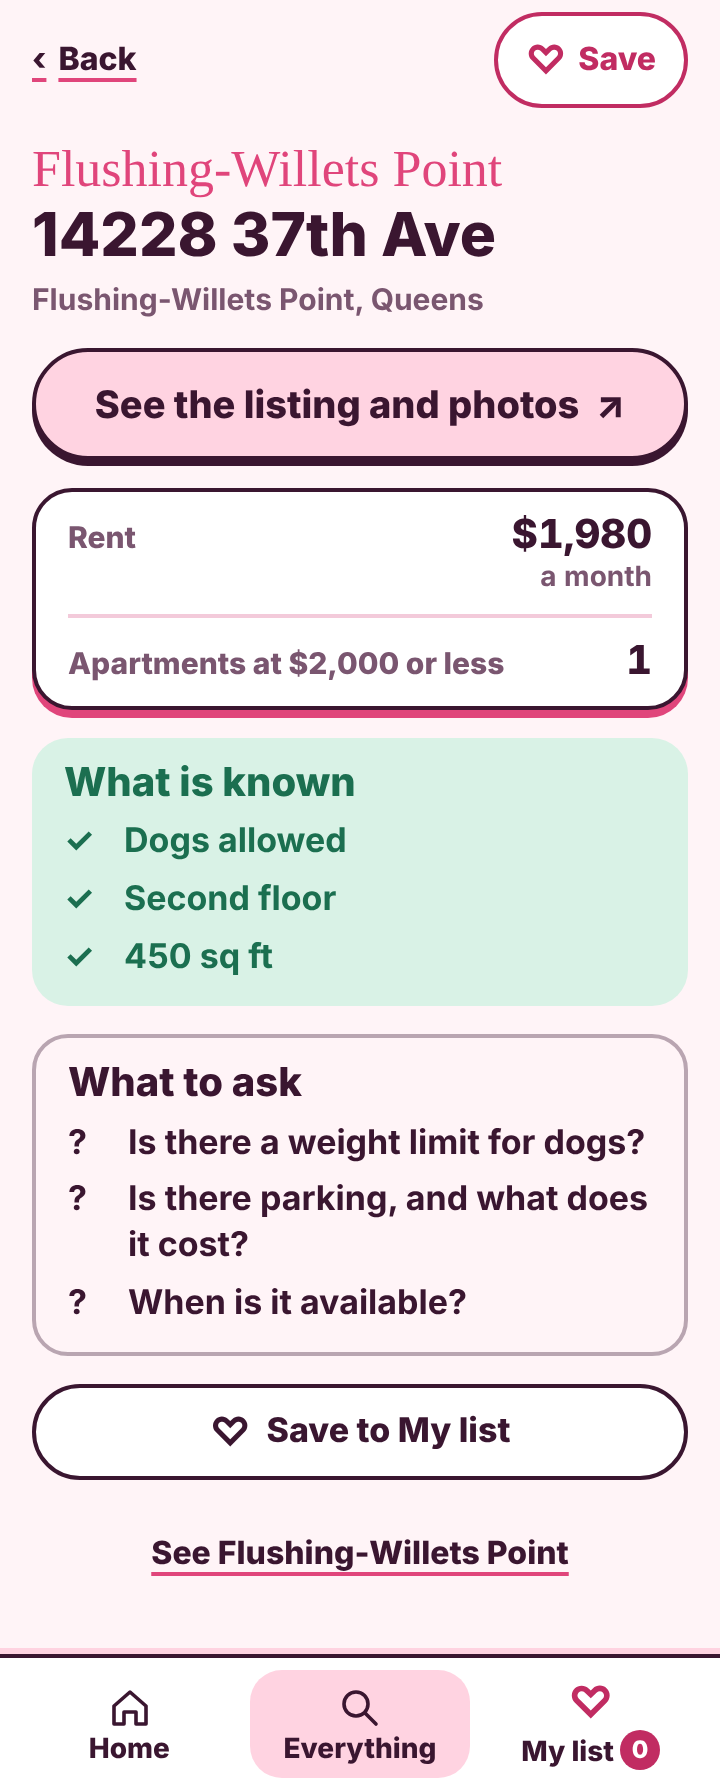 ‹ Back
Save
Flushing-Willets Point
14228 37th Ave
Flushing-Willets Point, Queens
See the listing and photos ↗
Rent
$1,980
a month
Apartments at $2,000 or less
1
What is known
✓ Dogs allowed
✓ Second floor
✓ 450 sq ft
What to ask
? Is there a weight limit for dogs?
? Is there parking, and what does
it cost?
? When is it available?
Save to My list
See Flushing-Willets Point
Home
Everything
My list 0